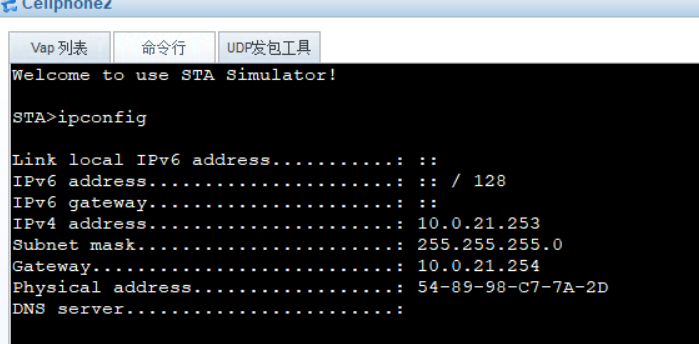 Cellphone2
Vap 列表 命令行 UDP发包工具
Welcome to use STA Simulator!
STA>ipconfig
Link local IPv6 address...........: ::
IPv6 address......................: :: / 128
IPv6 gateway......................: ::
IPv4 address......................: 10.0.21.253
Subnet mask.......................: 255.255.255.0
Gateway...........................: 10.0.21.254
Physical address..................: 54-89-98-C7-7A-2D
DNS server........................: